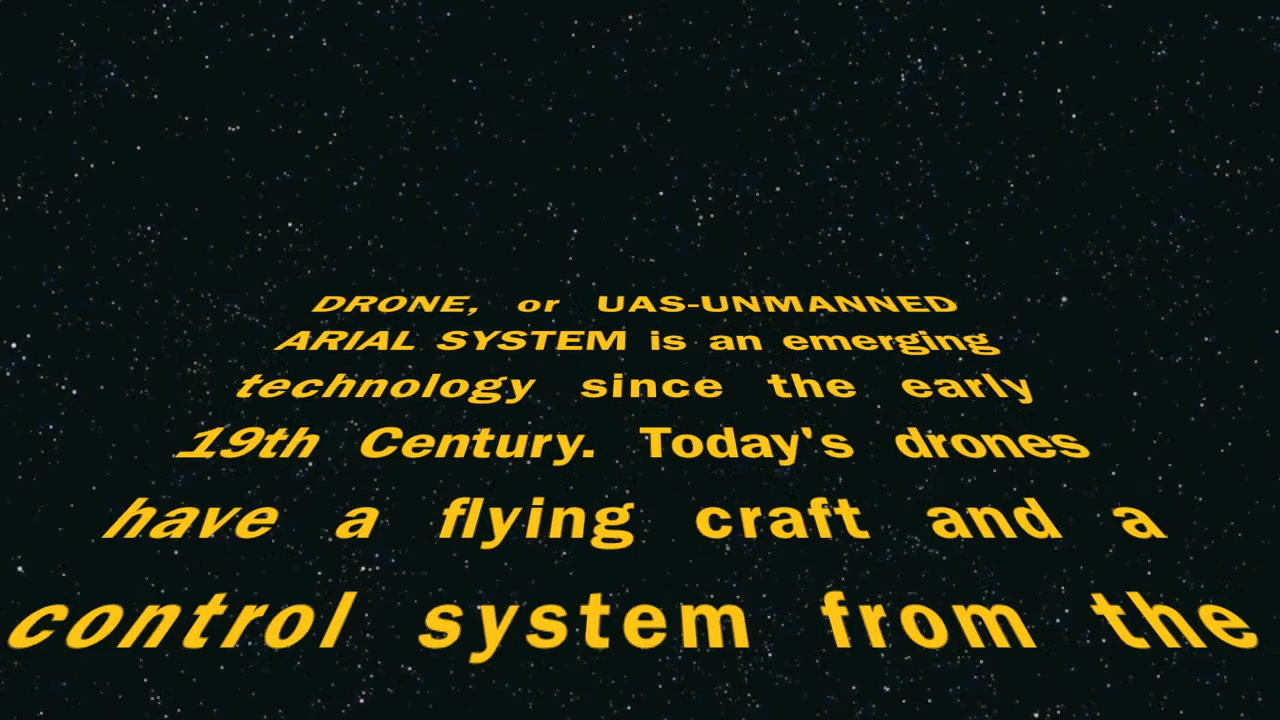 DRONE, or UAS-UNMANNED
ARIAL SYSTEM is an emerging
technology since the early
19th Century. Today's drones
have a flying craft and a
control system from the